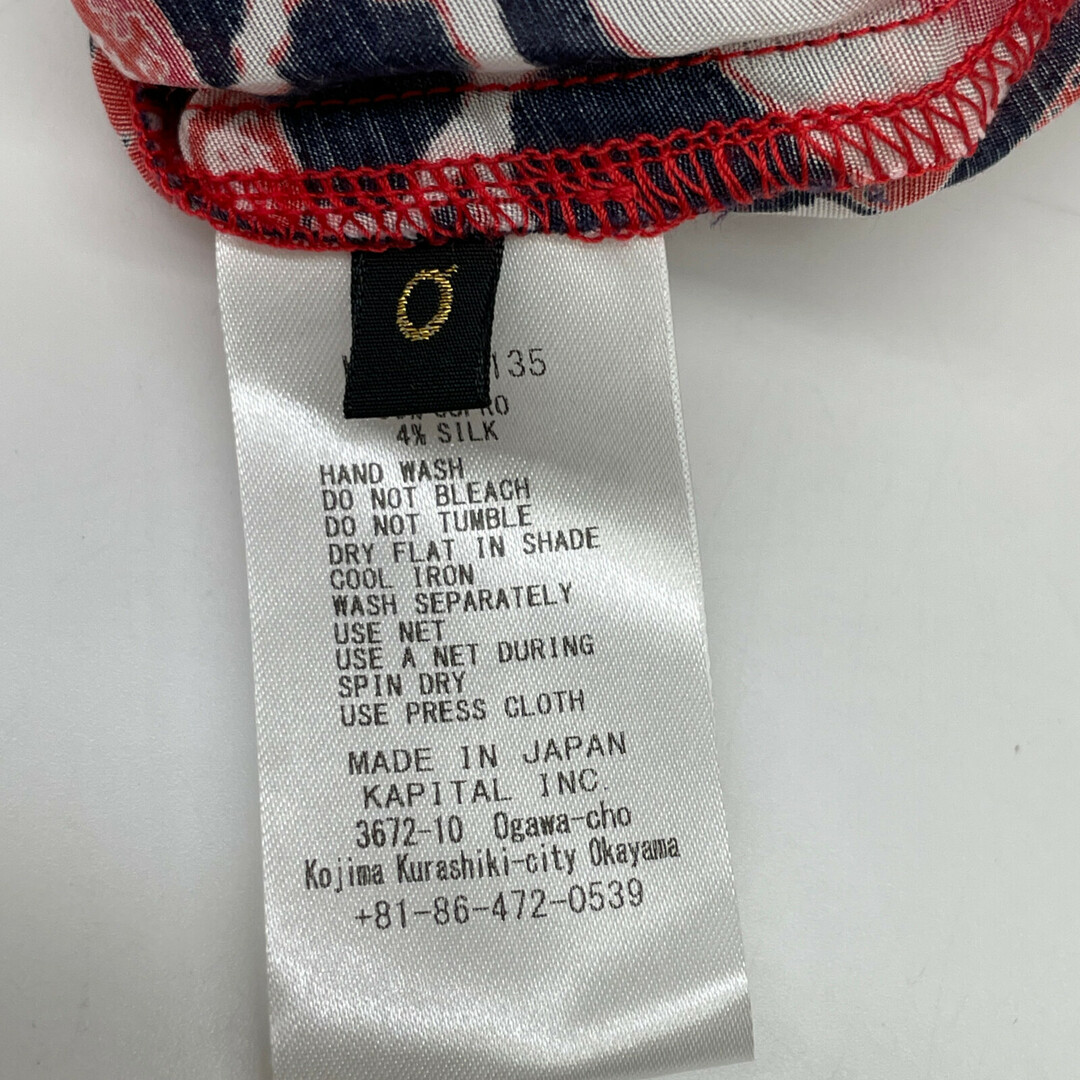 0
135
4% SILK
HAND WASH
DO NOT BLEACH
DO NOT TUMBLE
DRY FLAT IN SHADE
COOL IRON
WASH SEPARATELY
USE NET
USE A NET DURING
SPIN DRY
USE PRESS CLOTH
MADE IN JAPAN
KAPITAL INC.
3672-10 Ogawa-cho
Kojima Kurashiki-city Okayama
+81-86-472-0539